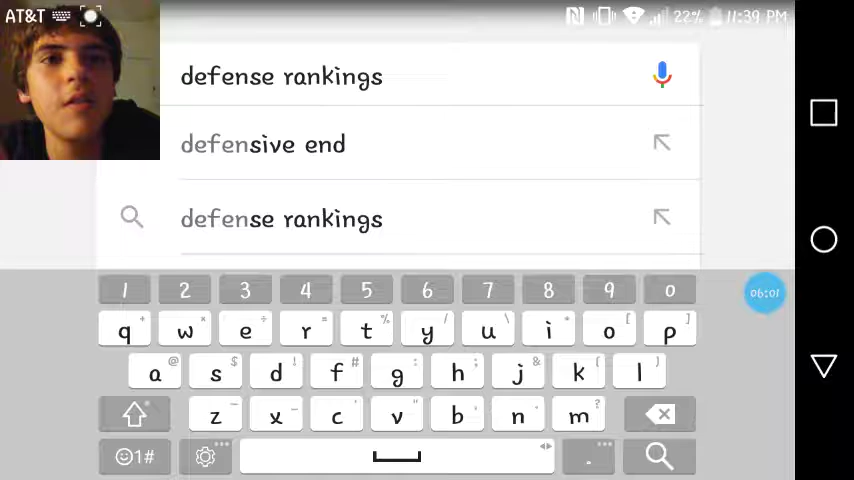 AT&T 22% 11:39 PM
defense rankings
defensive end
defense rankings
1 2 3 4 5 6 7 8 9 0
06:01
q + w × e ÷ r = t % y / u \ i * o [ p ]
a @ s $ d ! f # g : h ; j & k ( l )
z - x _ c ' v " b , n . m ?
☺1# . ...